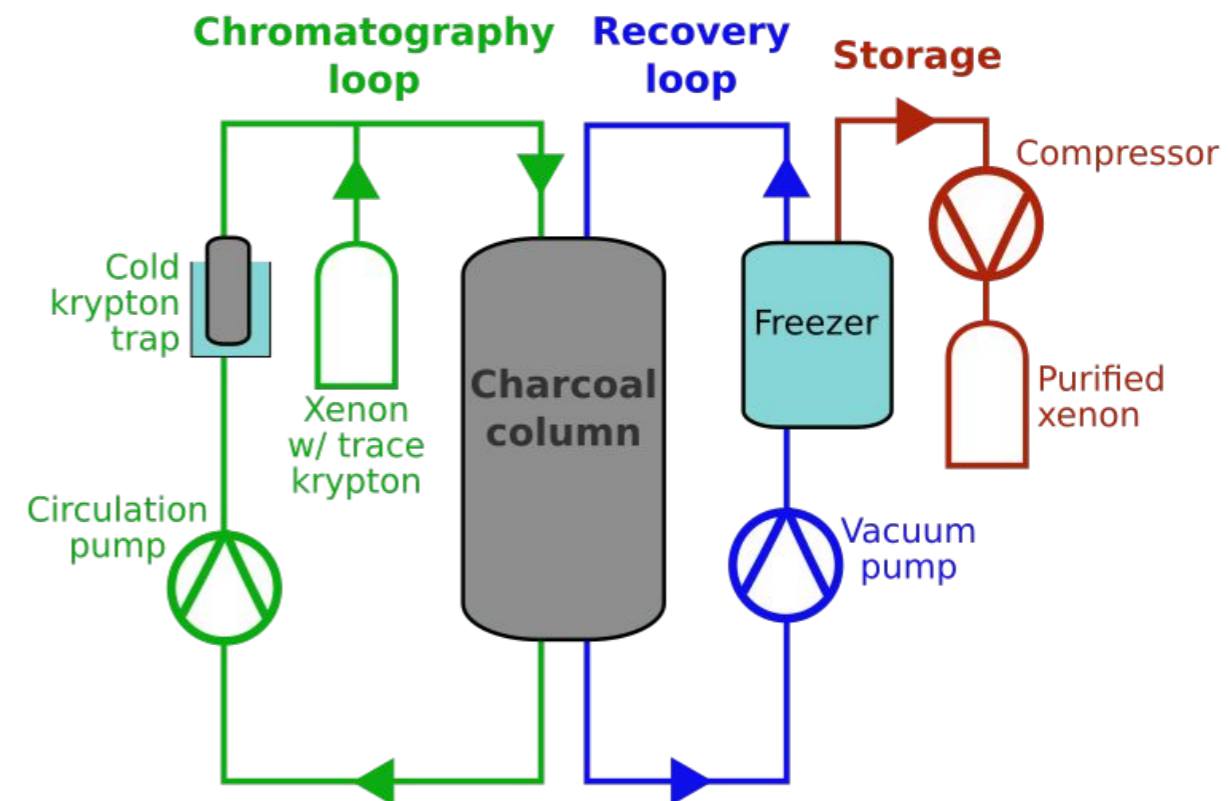 Chromatography
loop
Recovery
loop
Storage
Compressor
Cold
krypton
trap
Freezer
Charcoal
column
Xenon
w/ trace
krypton
Purified
xenon
Circulation
pump
Vacuum
pump